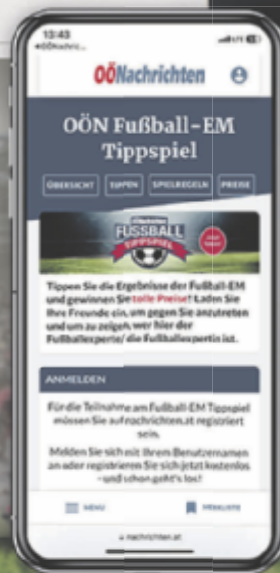 13:43
OÖNachrichten
OÖN Fußball-EM
Tippspiel
ÜBERSICHT
TIPPEN
SPIELREGELN
PREISE
FUSSBALL
TIPPSPIEL
Tippen Sie die Ergebnisse der Fußball-EM
und gewinnen Sie tolle Preise! Laden Sie
Ihre Freunde ein, um gegen Sie anzutreten
und um zu zeigen, wer hier der
Fußballexperte/ die Fußballexpertin ist.
ANMELDEN
Für die Teilnahme am Fußball-EM Tippspiel
müssen Sie auf nachrichten.at registriert
sein.
Melden Sie sich mit Ihrem Benutzernamen
an oder registrieren Sie sich jetzt kostenlos
- und schon geht's los!
MENÜ
MERKLISTE
nachrichten.at